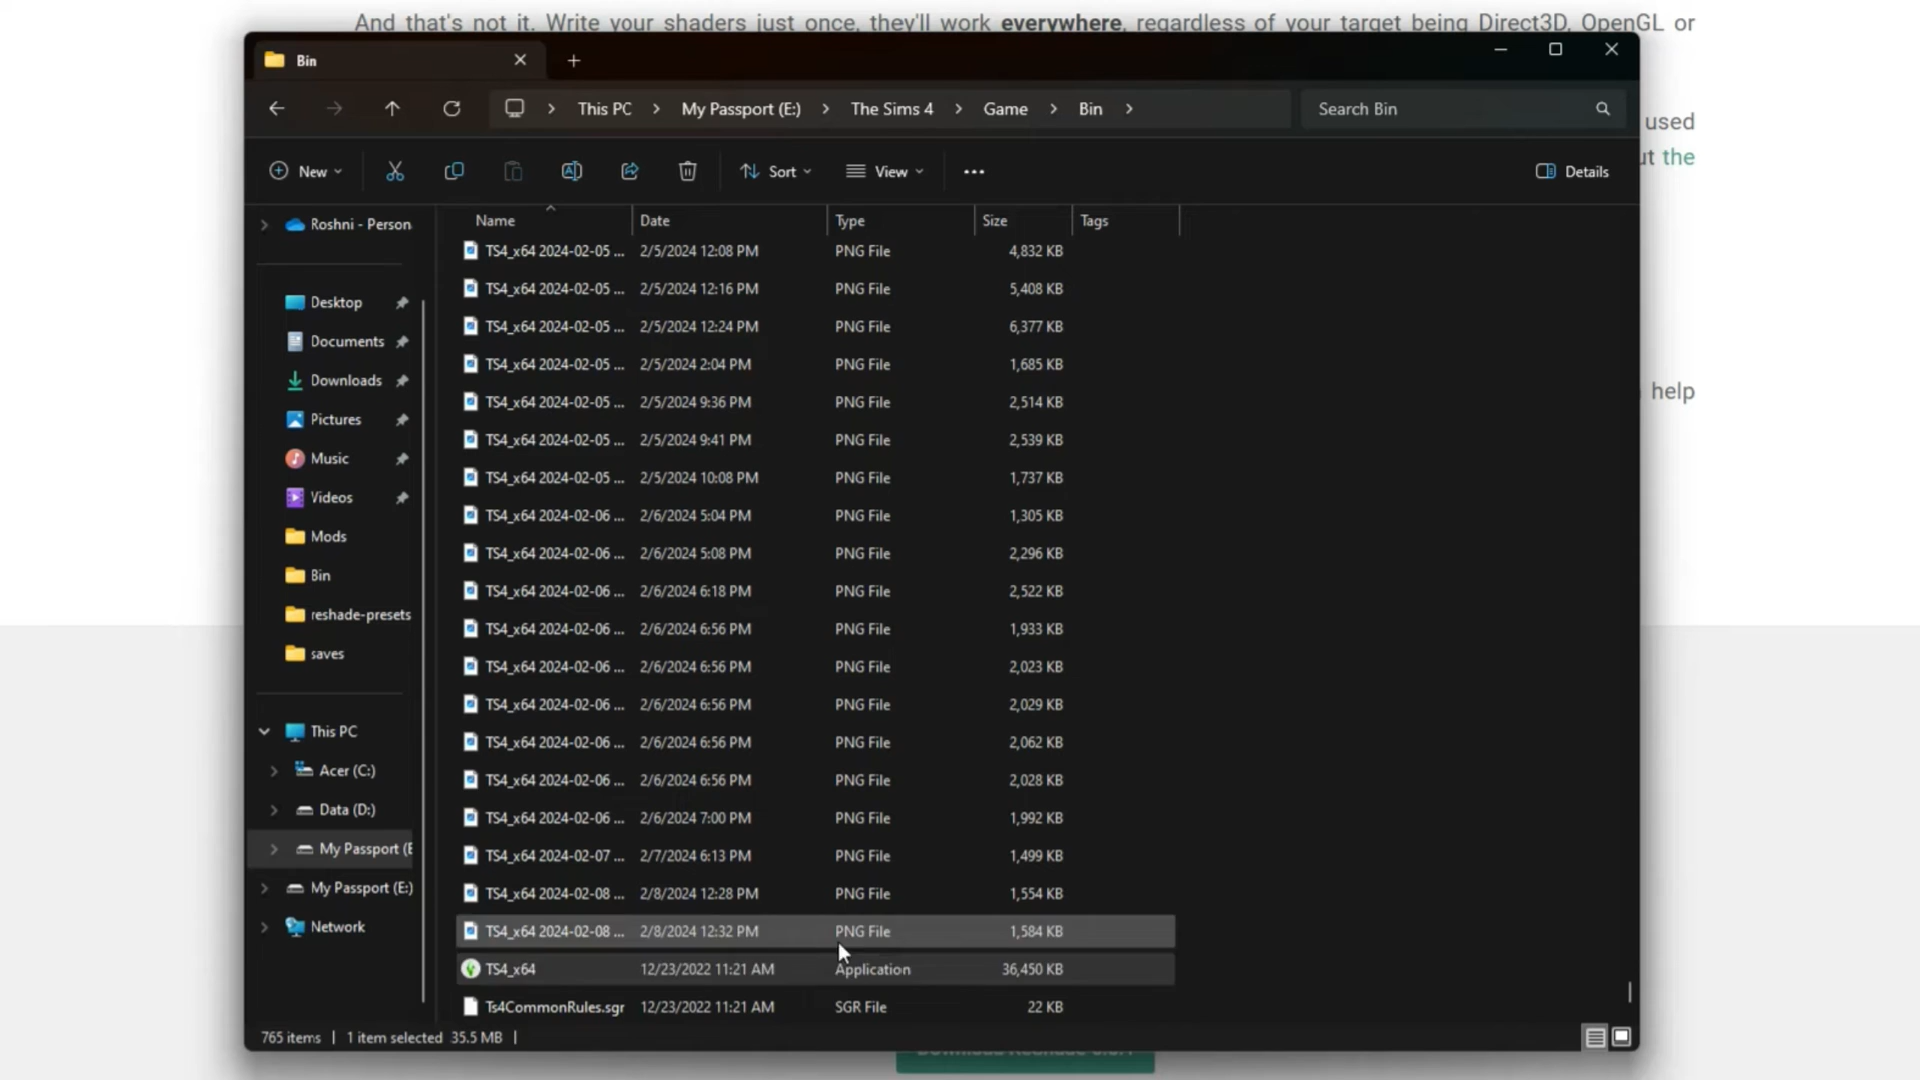 And that's not it. Write your shaders just once, they'll work everywhere, regardless of your target being Direct3D, OpenGL or
used
the
help
Bin
This PC > My Passport (E:) > The Sims 4 > Game > Bin >
Search Bin
New
Sort
View
Details
Name Date Type Size Tags
Roshni - Person
Desktop
Documents
Downloads
Pictures
Music
Videos
Mods
Bin
reshade-presets
saves
This PC
Acer (C:)
Data (D:)
My Passport (E
My Passport (E:)
Network
TS4_x64 2024-02-05 ... 2/5/2024 12:08 PM PNG File 4,832 KB
TS4_x64 2024-02-05 ... 2/5/2024 12:16 PM PNG File 5,408 KB
TS4_x64 2024-02-05 ... 2/5/2024 12:24 PM PNG File 6,377 KB
TS4_x64 2024-02-05 ... 2/5/2024 2:04 PM PNG File 1,685 KB
TS4_x64 2024-02-05 ... 2/5/2024 9:36 PM PNG File 2,514 KB
TS4_x64 2024-02-05 ... 2/5/2024 9:41 PM PNG File 2,539 KB
TS4_x64 2024-02-05 ... 2/5/2024 10:08 PM PNG File 1,737 KB
TS4_x64 2024-02-06 ... 2/6/2024 5:04 PM PNG File 1,305 KB
TS4_x64 2024-02-06 ... 2/6/2024 5:08 PM PNG File 2,296 KB
TS4_x64 2024-02-06 ... 2/6/2024 6:18 PM PNG File 2,522 KB
TS4_x64 2024-02-06 ... 2/6/2024 6:56 PM PNG File 1,933 KB
TS4_x64 2024-02-06 ... 2/6/2024 6:56 PM PNG File 2,023 KB
TS4_x64 2024-02-06 ... 2/6/2024 6:56 PM PNG File 2,029 KB
TS4_x64 2024-02-06 ... 2/6/2024 6:56 PM PNG File 2,062 KB
TS4_x64 2024-02-06 ... 2/6/2024 6:56 PM PNG File 2,028 KB
TS4_x64 2024-02-06 ... 2/6/2024 7:00 PM PNG File 1,992 KB
TS4_x64 2024-02-07 ... 2/7/2024 6:13 PM PNG File 1,499 KB
TS4_x64 2024-02-08 ... 2/8/2024 12:28 PM PNG File 1,554 KB
TS4_x64 2024-02-08 ... 2/8/2024 12:32 PM PNG File 1,584 KB
TS4_x64 12/23/2022 11:21 AM Application 36,450 KB
Ts4CommonRules.sgr 12/23/2022 11:21 AM SGR File 22 KB
765 items | 1 item selected 35.5 MB |